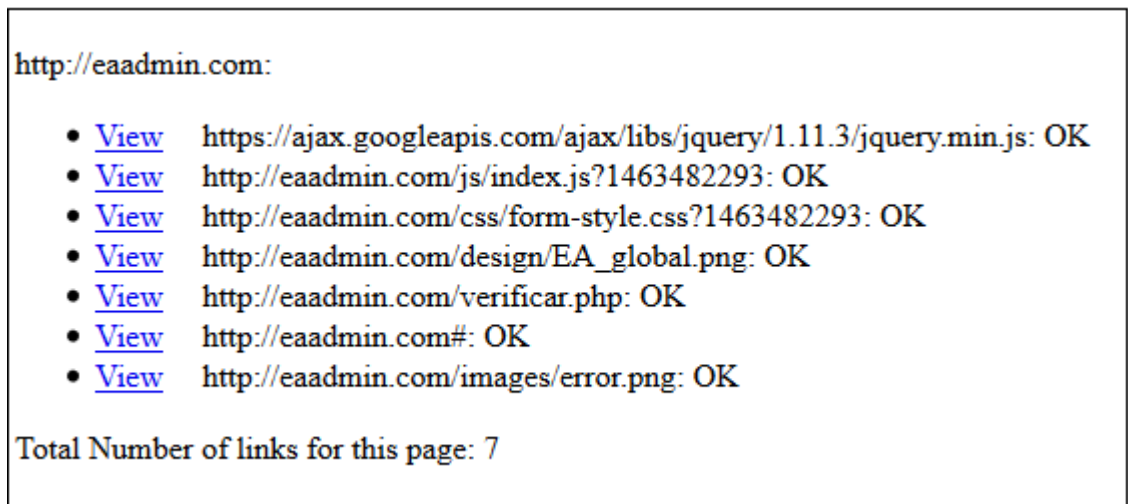 http://eaadmin.com:
• View https://ajax.googleapis.com/ajax/libs/jquery/1.11.3/jquery.min.js: OK
• View http://eaadmin.com/js/index.js?1463482293: OK
• View http://eaadmin.com/css/form-style.css?1463482293: OK
• View http://eaadmin.com/design/EA_global.png: OK
• View http://eaadmin.com/verificar.php: OK
• View http://eaadmin.com#: OK
• View http://eaadmin.com/images/error.png: OK
Total Number of links for this page: 7